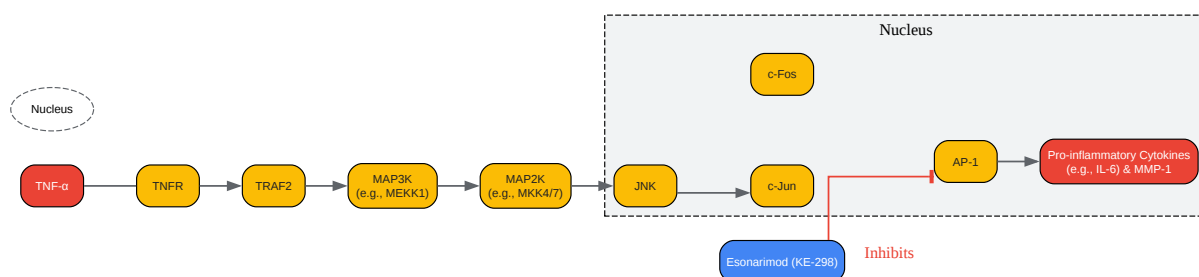 Nucleus
c-Fos
Nucleus
TNF-α
TNFR
TRAF2
MAP3K
(e.g., MEKK1)
MAP2K
(e.g., MKK4/7)
JNK
c-Jun
AP-1
Pro-inflammatory Cytokines
(e.g., IL-6) & MMP-1
Esonarimod (KE-298)
Inhibits